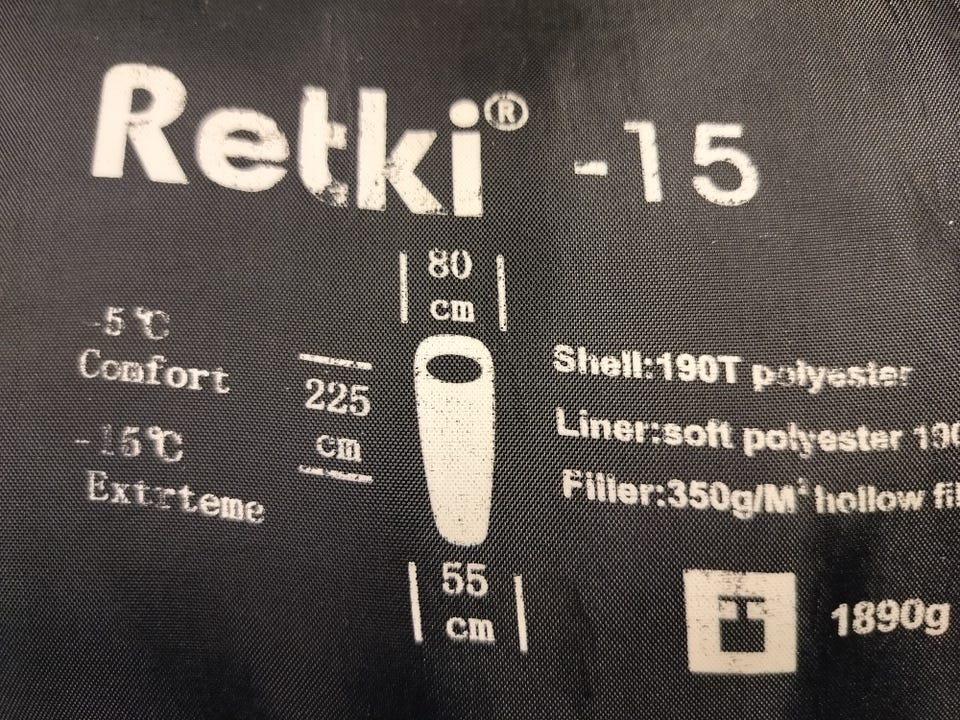 Retki® -15
80
cm
-5℃
Comfort
225
cm
-15℃
Extrteme
Shell:190T polyester
Liner:soft polyester
Filler:350g/M² hollow
55
cm
1890g